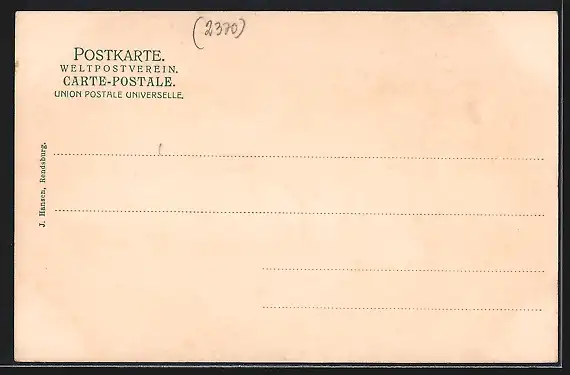 (2370)
POSTKARTE.
WELTPOSTVEREIN.
CARTE-POSTALE.
UNION POSTALE UNIVERSELLE.
J. Hansen, Rendsburg.